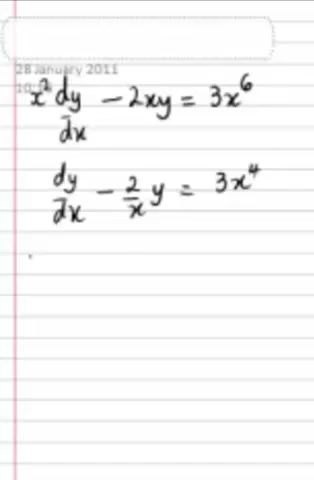 28 January 2011
x² dy/dx - 2xy = 3x⁶
dy/dx - 2/x y = 3x⁴